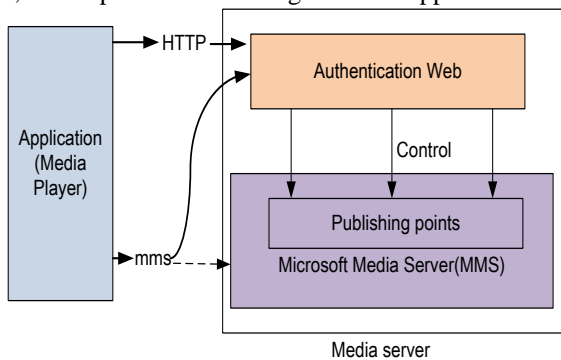 HTTP
Authentication Web
Application
(Media
Player)
Control
Publishing points
mms
Microsoft Media Server(MMS)
Media server